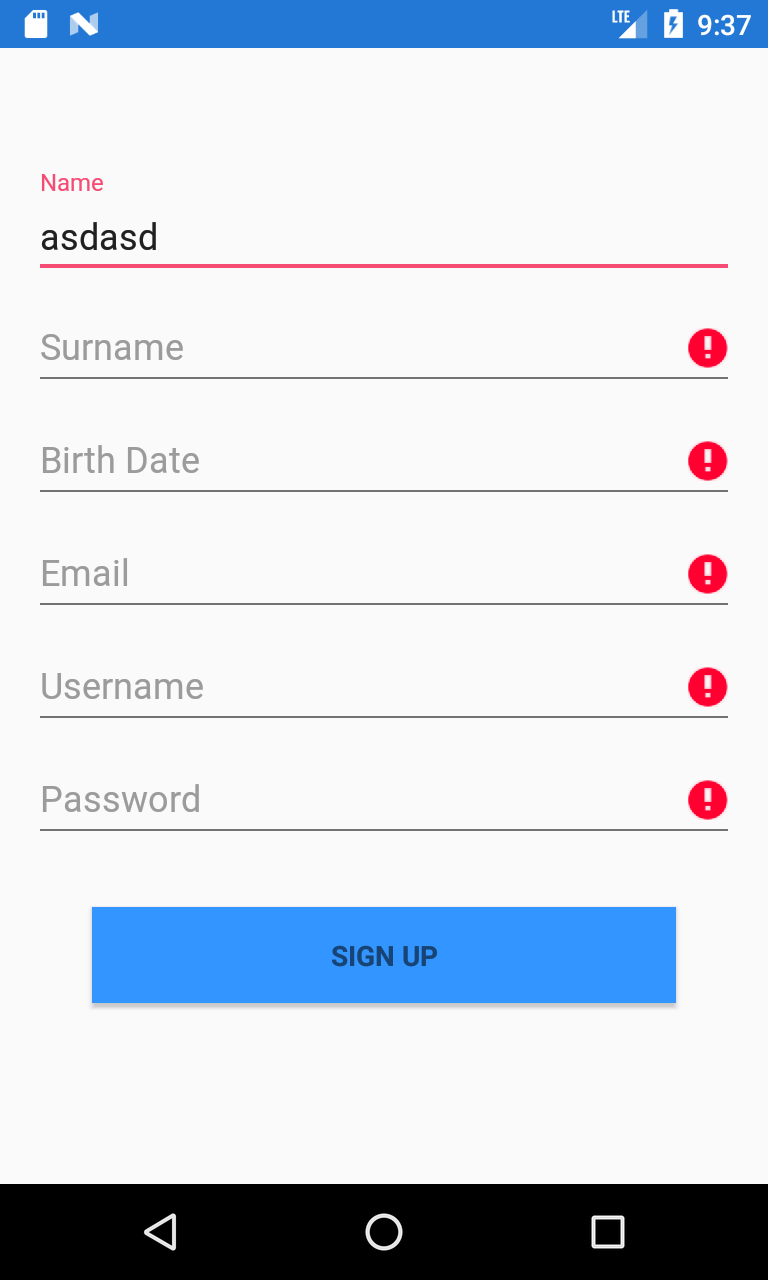 LTE 9:37
Name
asdasd
Surname
Birth Date
Email
Username
Password
SIGN UP